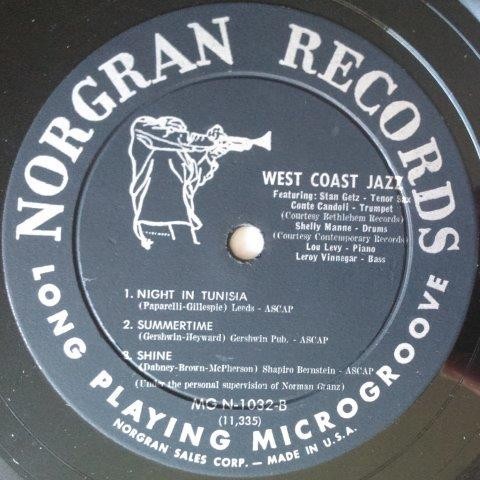 NORGRAN RECORDS
WEST COAST JAZZ
Featuring: Stan Getz - Tenor Sax
Conte Candoli - Trumpet
(Courtesy Bethlehem Records)
Shelly Manne - Drums
(Courtesy Contemporary Records)
Lou Levy - Piano
Leroy Vinnegar - Bass
1. NIGHT IN TUNISIA
(Paparelli-Gillespie) Leeds - ASCAP
2. SUMMERTIME
(Gershwin-Heyward) Gershwin Pub. - ASCAP
3. SHINE
(Dabney-Brown-McPherson) Shapiro Bernstein - ASCAP
(Under the personal supervision of Norman Granz)
MG N-1032-B
(11,335)
LONG PLAYING MICROGROOVE
NORGRAN SALES CORP. — MADE IN U.S.A.